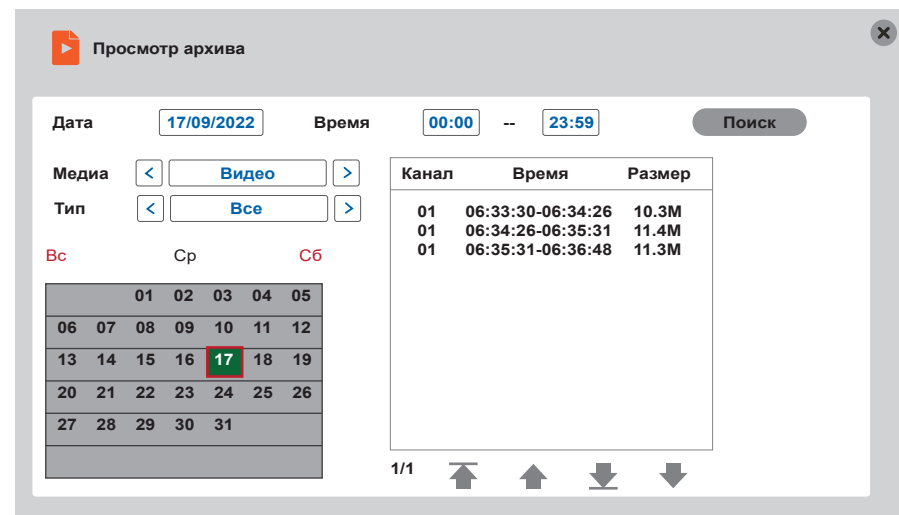 Просмотр архива
Дата 17/09/2022 Время 00:00 -- 23:59 Поиск
Медиа < Видео >
Тип < Все >
Вс Ср Сб
01 02 03 04 05
06 07 08 09 10 11 12
13 14 15 16 17 18 19
20 21 22 23 24 25 26
27 28 29 30 31
Канал Время Размер
01 06:33:30-06:34:26 10.3M
01 06:34:26-06:35:31 11.4M
01 06:35:31-06:36:48 11.3M
1/1